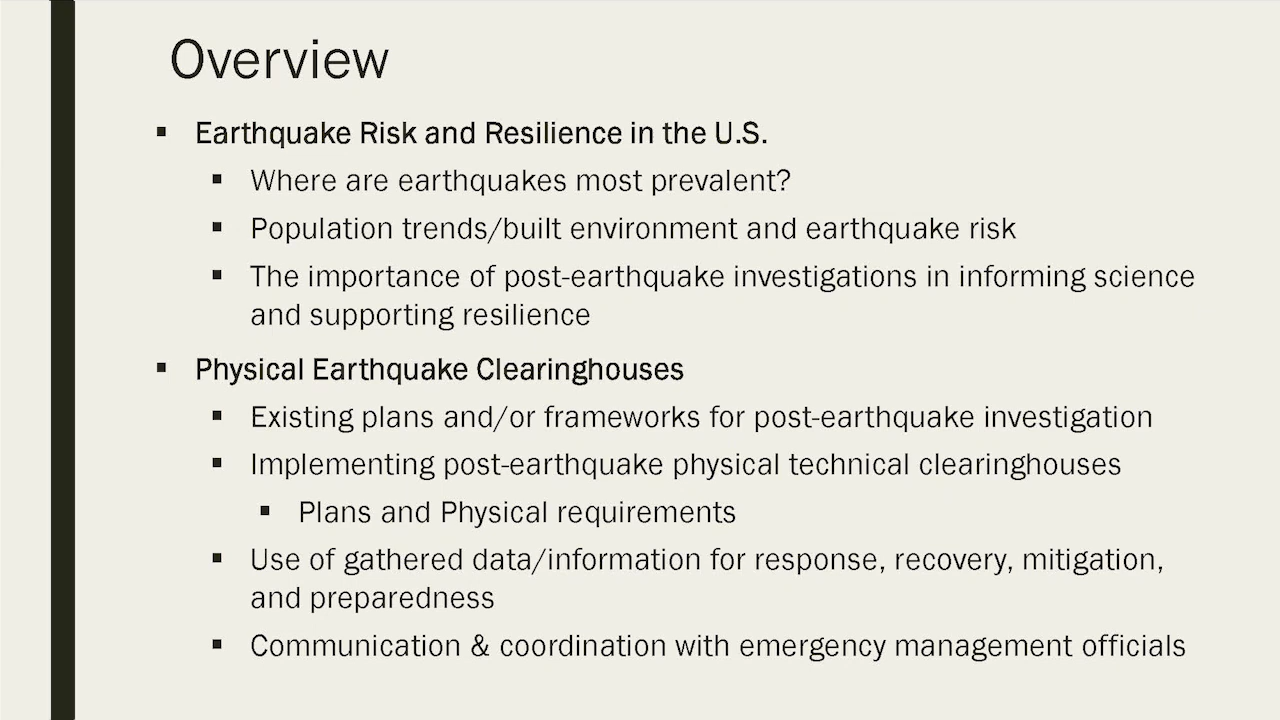 Overview
▪ Earthquake Risk and Resilience in the U.S.
▪ Where are earthquakes most prevalent?
▪ Population trends/built environment and earthquake risk
▪ The importance of post-earthquake investigations in informing science
and supporting resilience
▪ Physical Earthquake Clearinghouses
▪ Existing plans and/or frameworks for post-earthquake investigation
▪ Implementing post-earthquake physical technical clearinghouses
▪ Plans and Physical requirements
▪ Use of gathered data/information for response, recovery, mitigation,
and preparedness
▪ Communication & coordination with emergency management officials